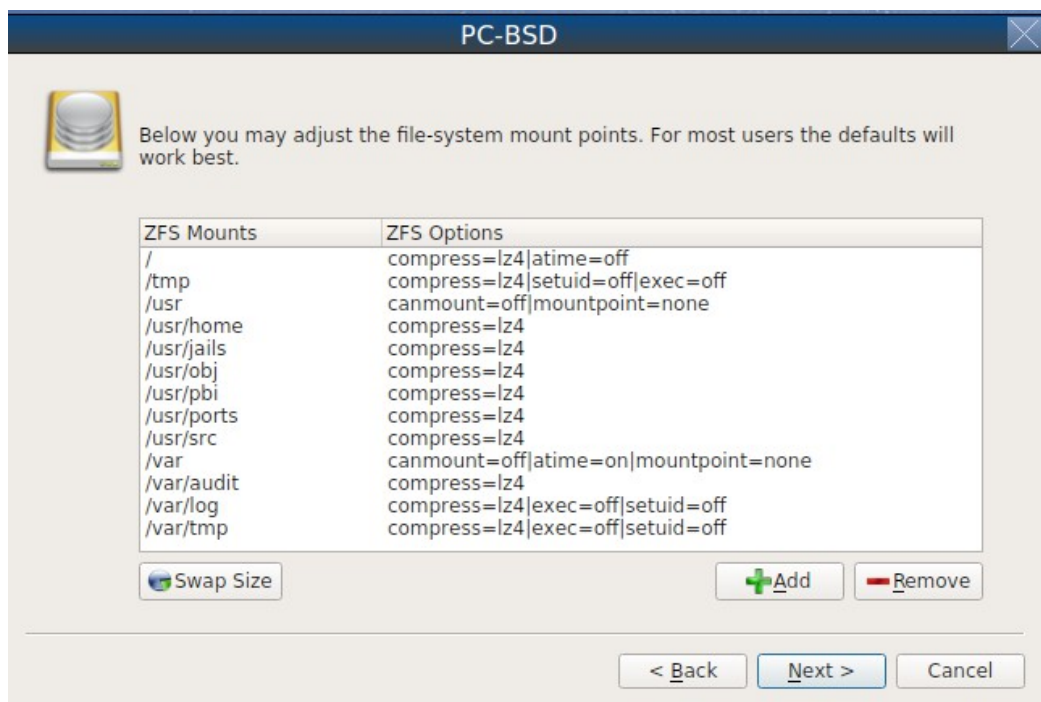 PC-BSD
Below you may adjust the file-system mount points. For most users the defaults will
work best.
ZFS Mounts ZFS Options
/ compress=lz4|atime=off
/tmp compress=lz4|setuid=off|exec=off
/usr canmount=off|mountpoint=none
/usr/home compress=lz4
/usr/jails compress=lz4
/usr/obj compress=lz4
/usr/pbi compress=lz4
/usr/ports compress=lz4
/usr/src compress=lz4
/var canmount=off|atime=on|mountpoint=none
/var/audit compress=lz4
/var/log compress=lz4|exec=off|setuid=off
/var/tmp compress=lz4|exec=off|setuid=off
Swap Size Add Remove
< Back Next > Cancel